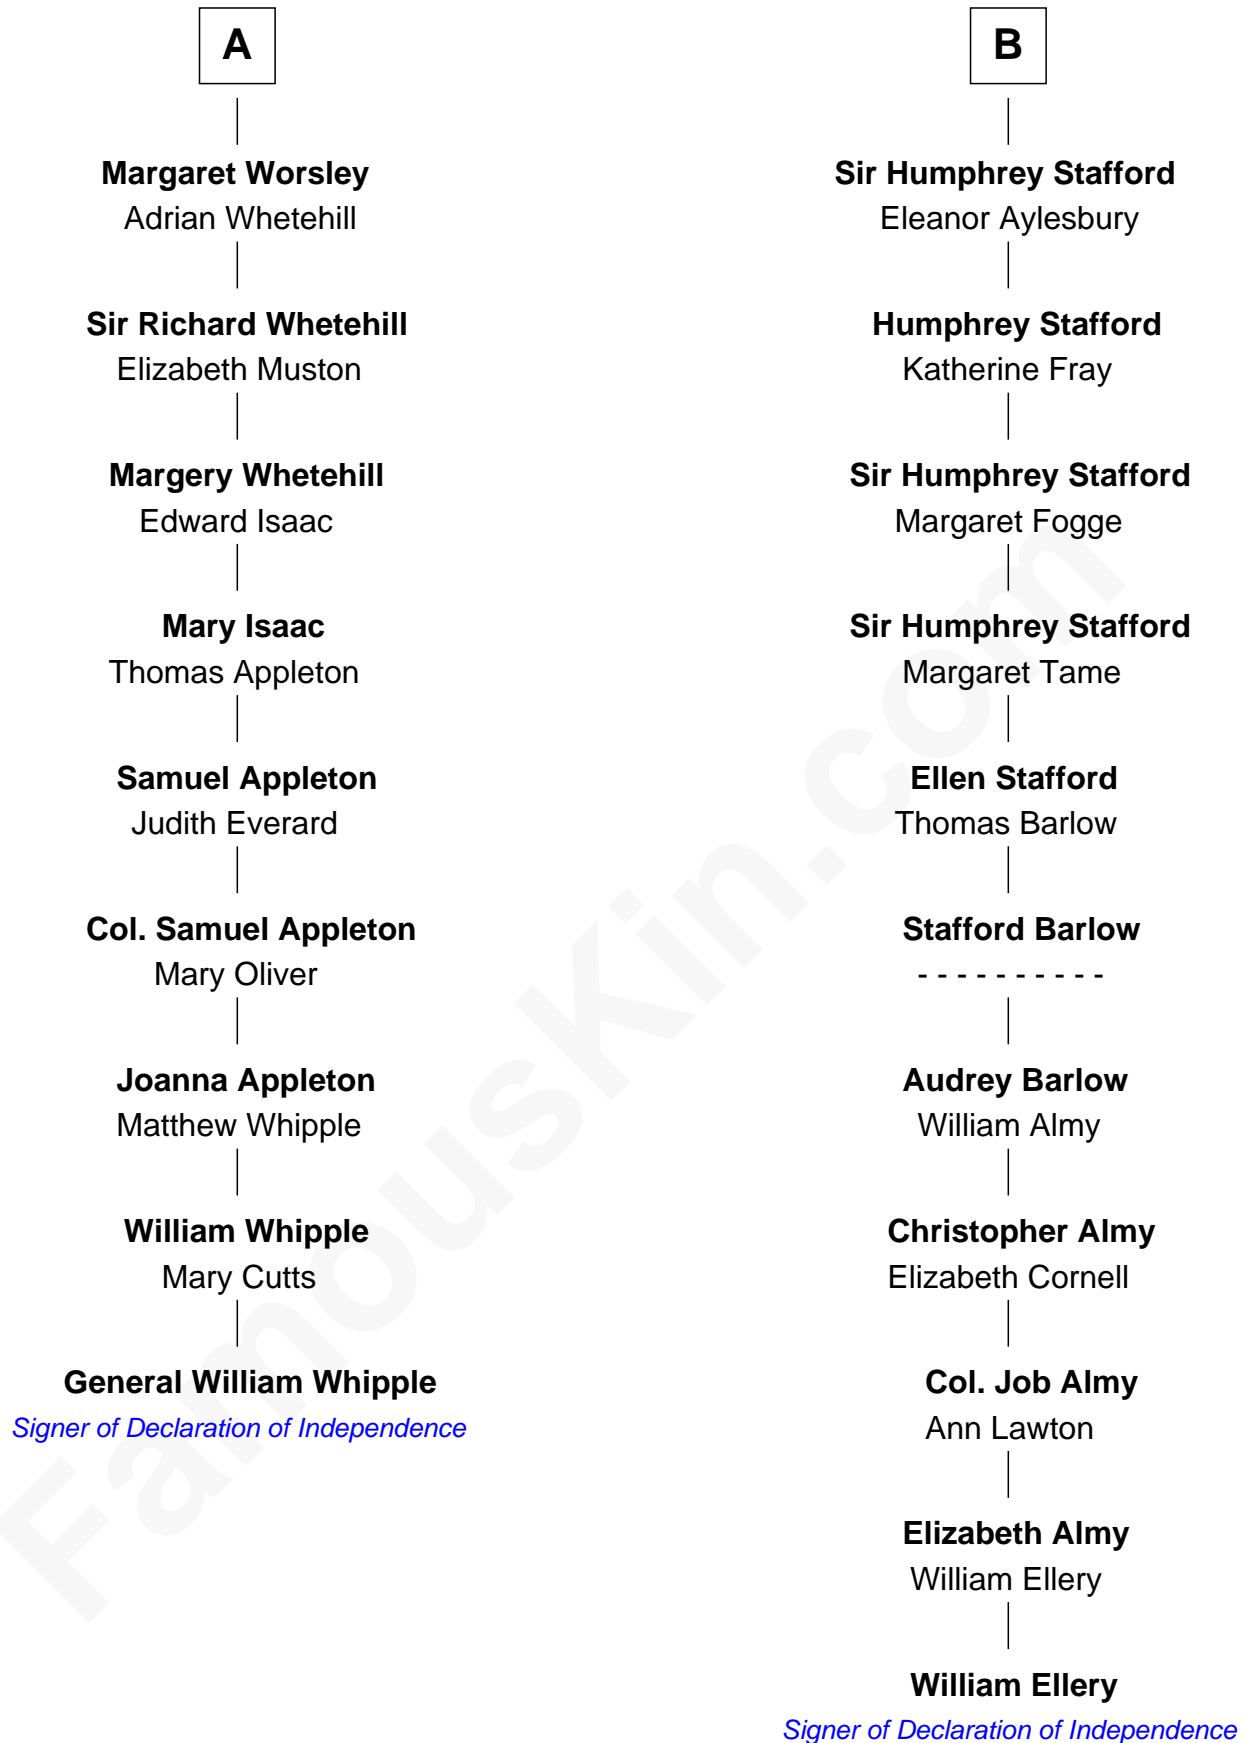 A
Margaret Worsley
Adrian Whetehill
Sir Richard Whetehill
Elizabeth Muston
Margery Whetehill
Edward Isaac
Mary Isaac
Thomas Appleton
Samuel Appleton
Judith Everard
Col. Samuel Appleton
Mary Oliver
Joanna Appleton
Matthew Whipple
William Whipple
Mary Cutts
General William Whipple
Signer of Declaration of Independence
B
Sir Humphrey Stafford
Eleanor Aylesbury
Humphrey Stafford
Katherine Fray
Sir Humphrey Stafford
Margaret Fogge
Sir Humphrey Stafford
Margaret Tame
Ellen Stafford
Thomas Barlow
Stafford Barlow
- - - - - - - - - -
Audrey Barlow
William Almy
Christopher Almy
Elizabeth Cornell
Col. Job Almy
Ann Lawton
Elizabeth Almy
William Ellery
William Ellery
Signer of Declaration of Independence
FamousKin.com